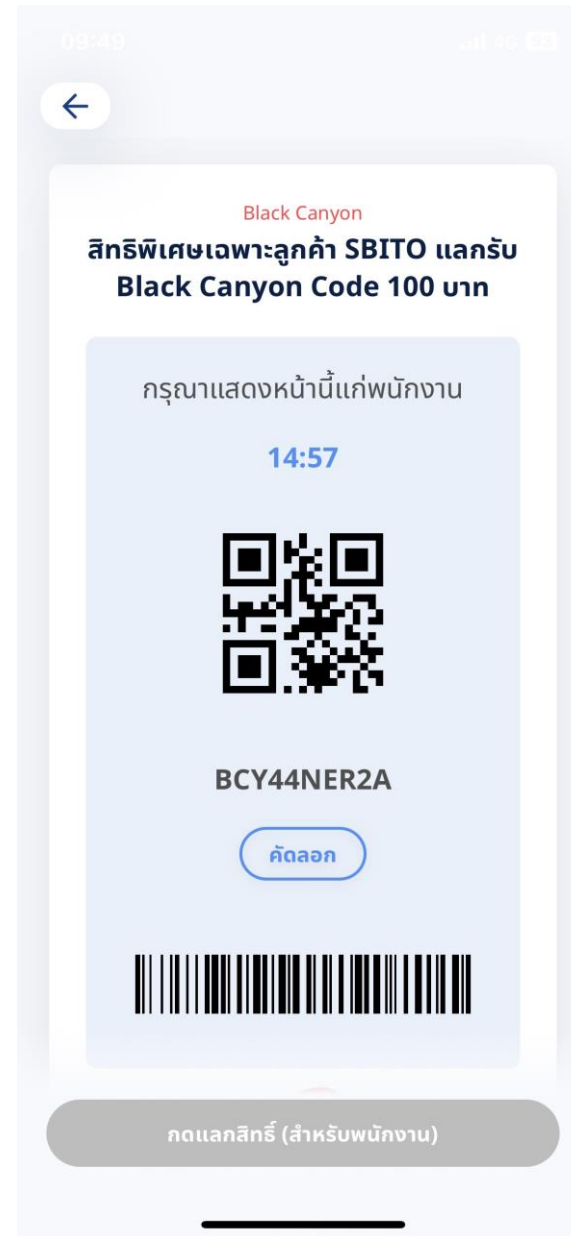 09:49
4G
Black Canyon
สิทธิพิเศษเฉพาะลูกค้า SBITO แลกรับ
Black Canyon Code 100 บาท
กรุณาแสดงหน้านี้แก่พนักงาน
14:57
BCY44NER2A
คัดลอก
กดแลกสิทธิ์ (สำหรับพนักงาน)